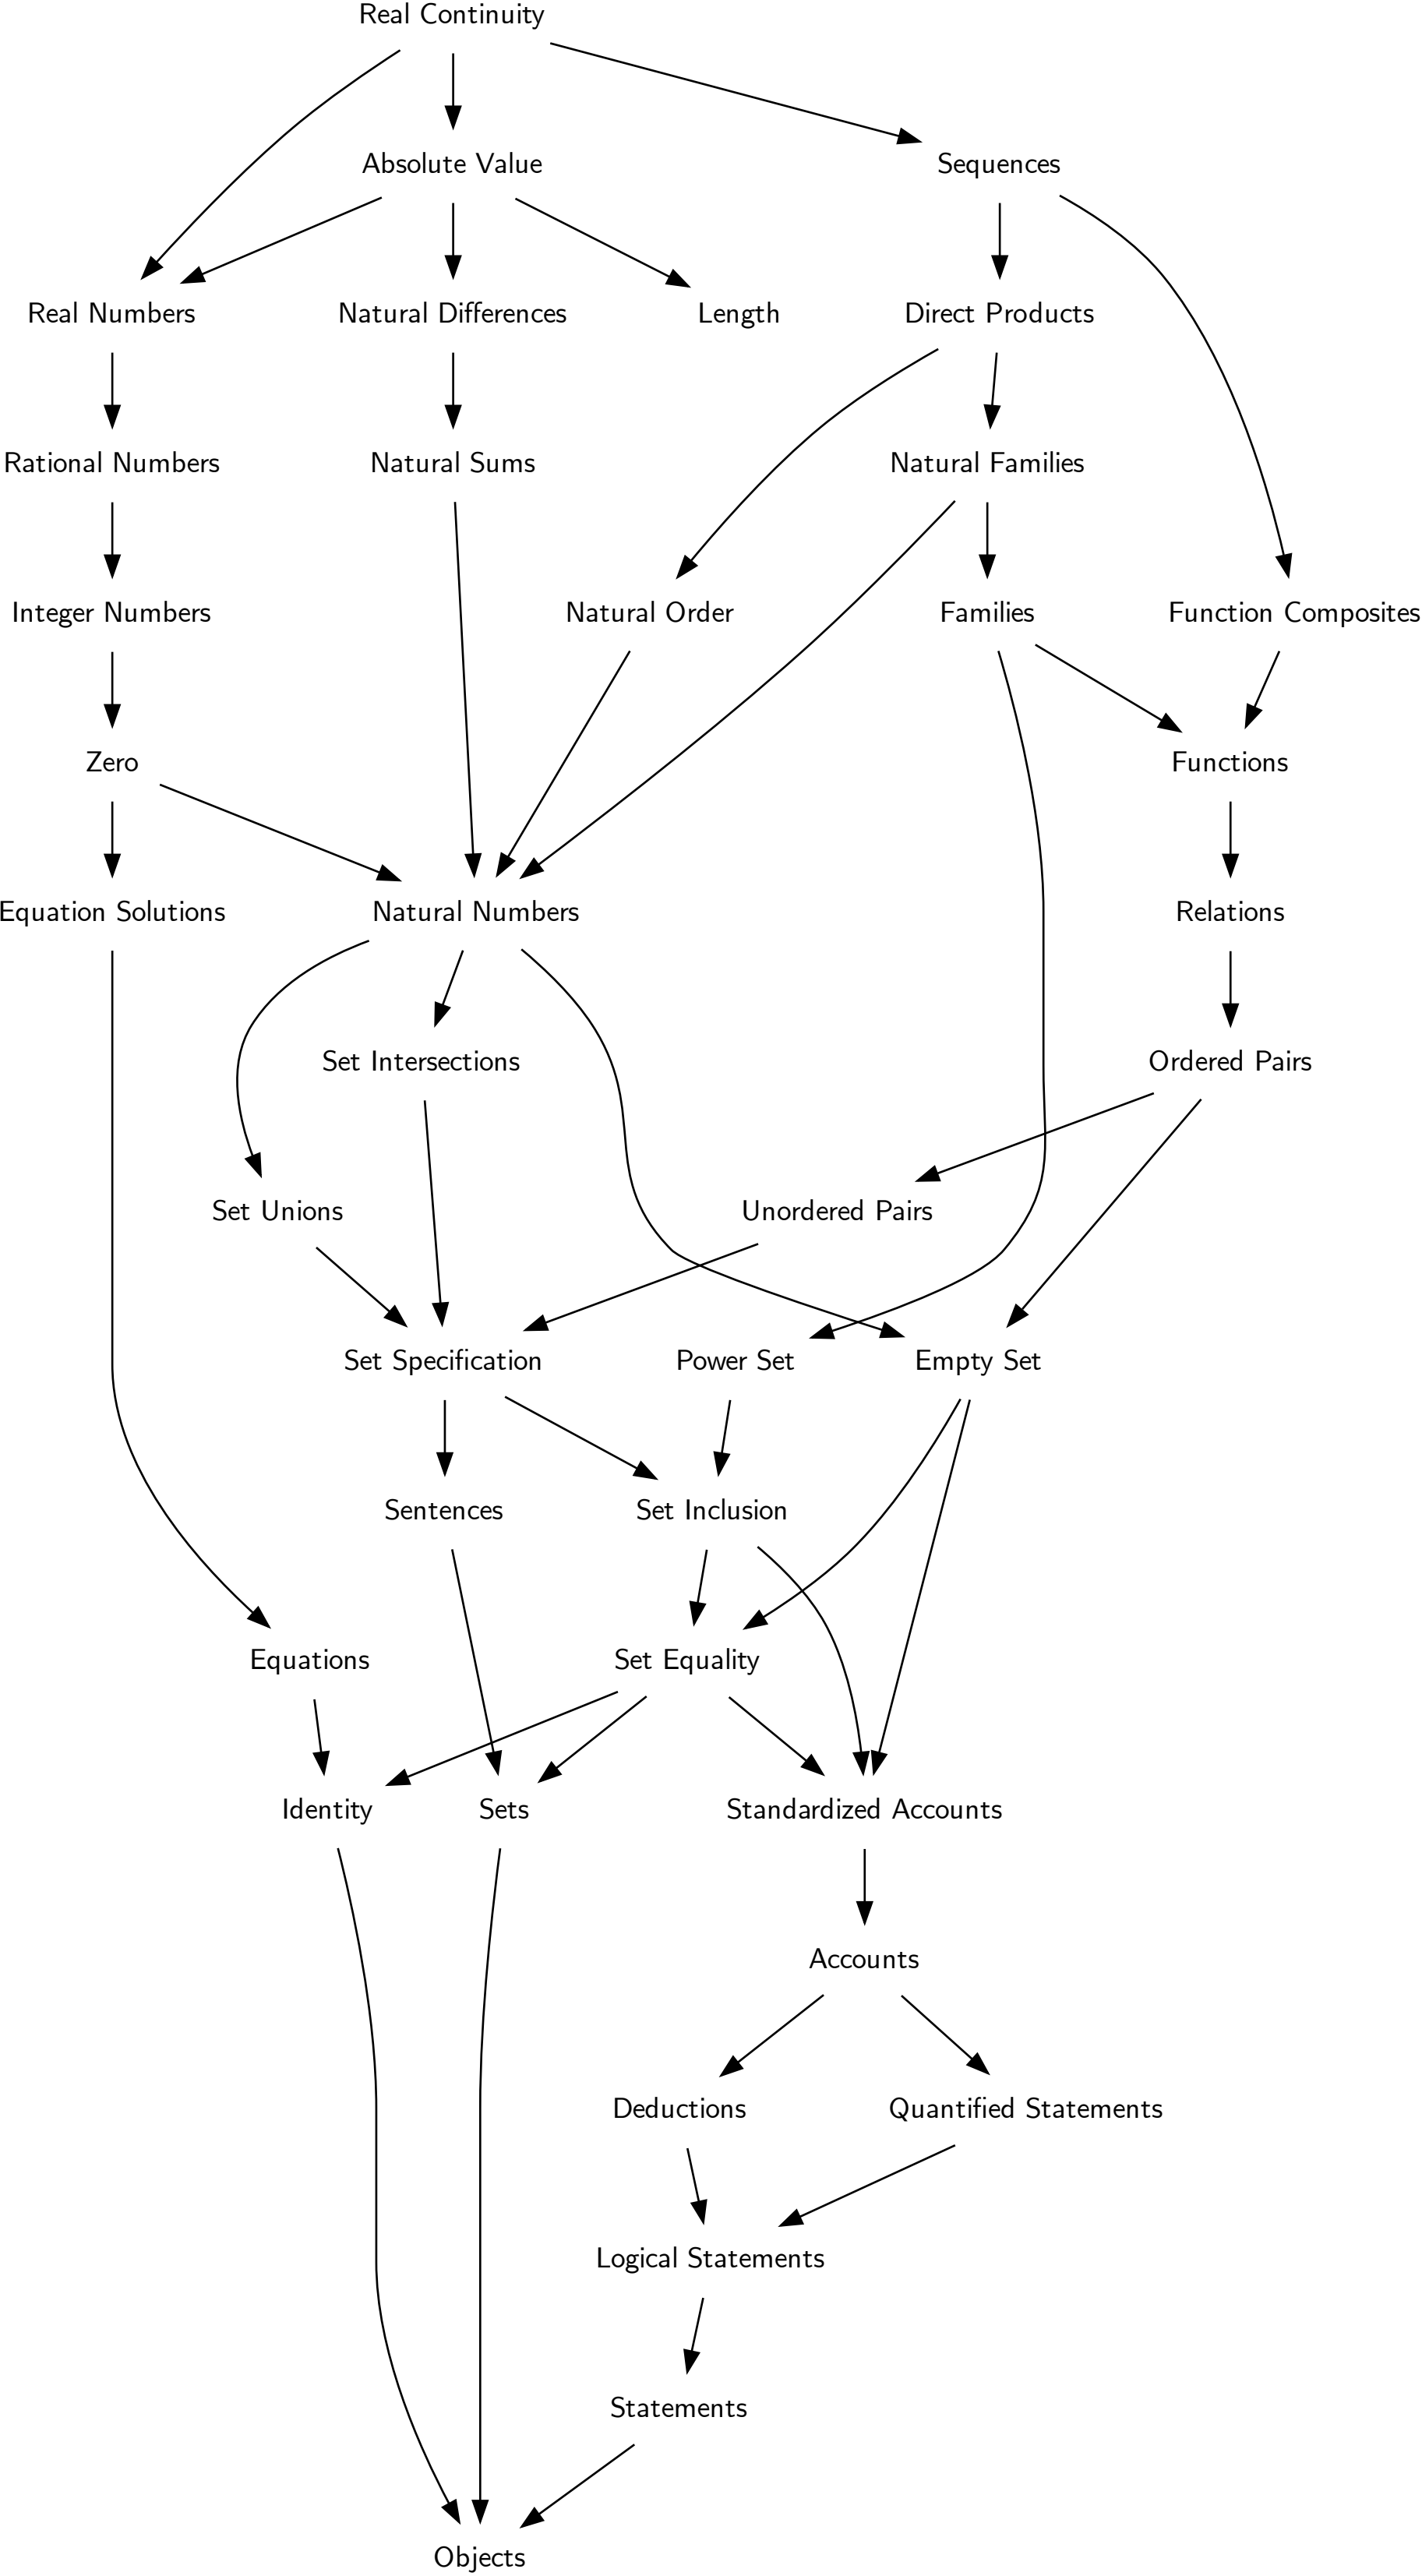 Real Continuity
Absolute Value
Sequences
Real Numbers
Natural Differences
Length
Direct Products
Rational Numbers
Natural Sums
Natural Families
Integer Numbers
Natural Order
Families
Function Composites
Zero
Functions
Equation Solutions
Natural Numbers
Relations
Set Intersections
Ordered Pairs
Set Unions
Unordered Pairs
Set Specification
Power Set
Empty Set
Sentences
Set Inclusion
Equations
Set Equality
Identity
Sets
Standardized Accounts
Accounts
Deductions
Quantified Statements
Logical Statements
Statements
Objects